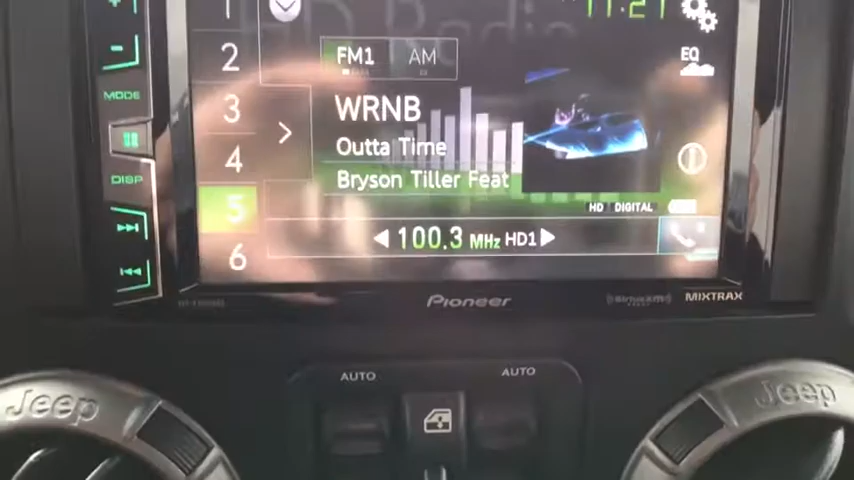 1
11:21
2
FM1 AM
EQ
MODE
3
WRNB
Outta Time
4
DISP
Bryson Tiller Feat
5
HD DIGITAL
6
100.3 MHz HD1
Pioneer
SiriusXM
MIXTRAX
AUTO
AUTO
Jeep
Jeep